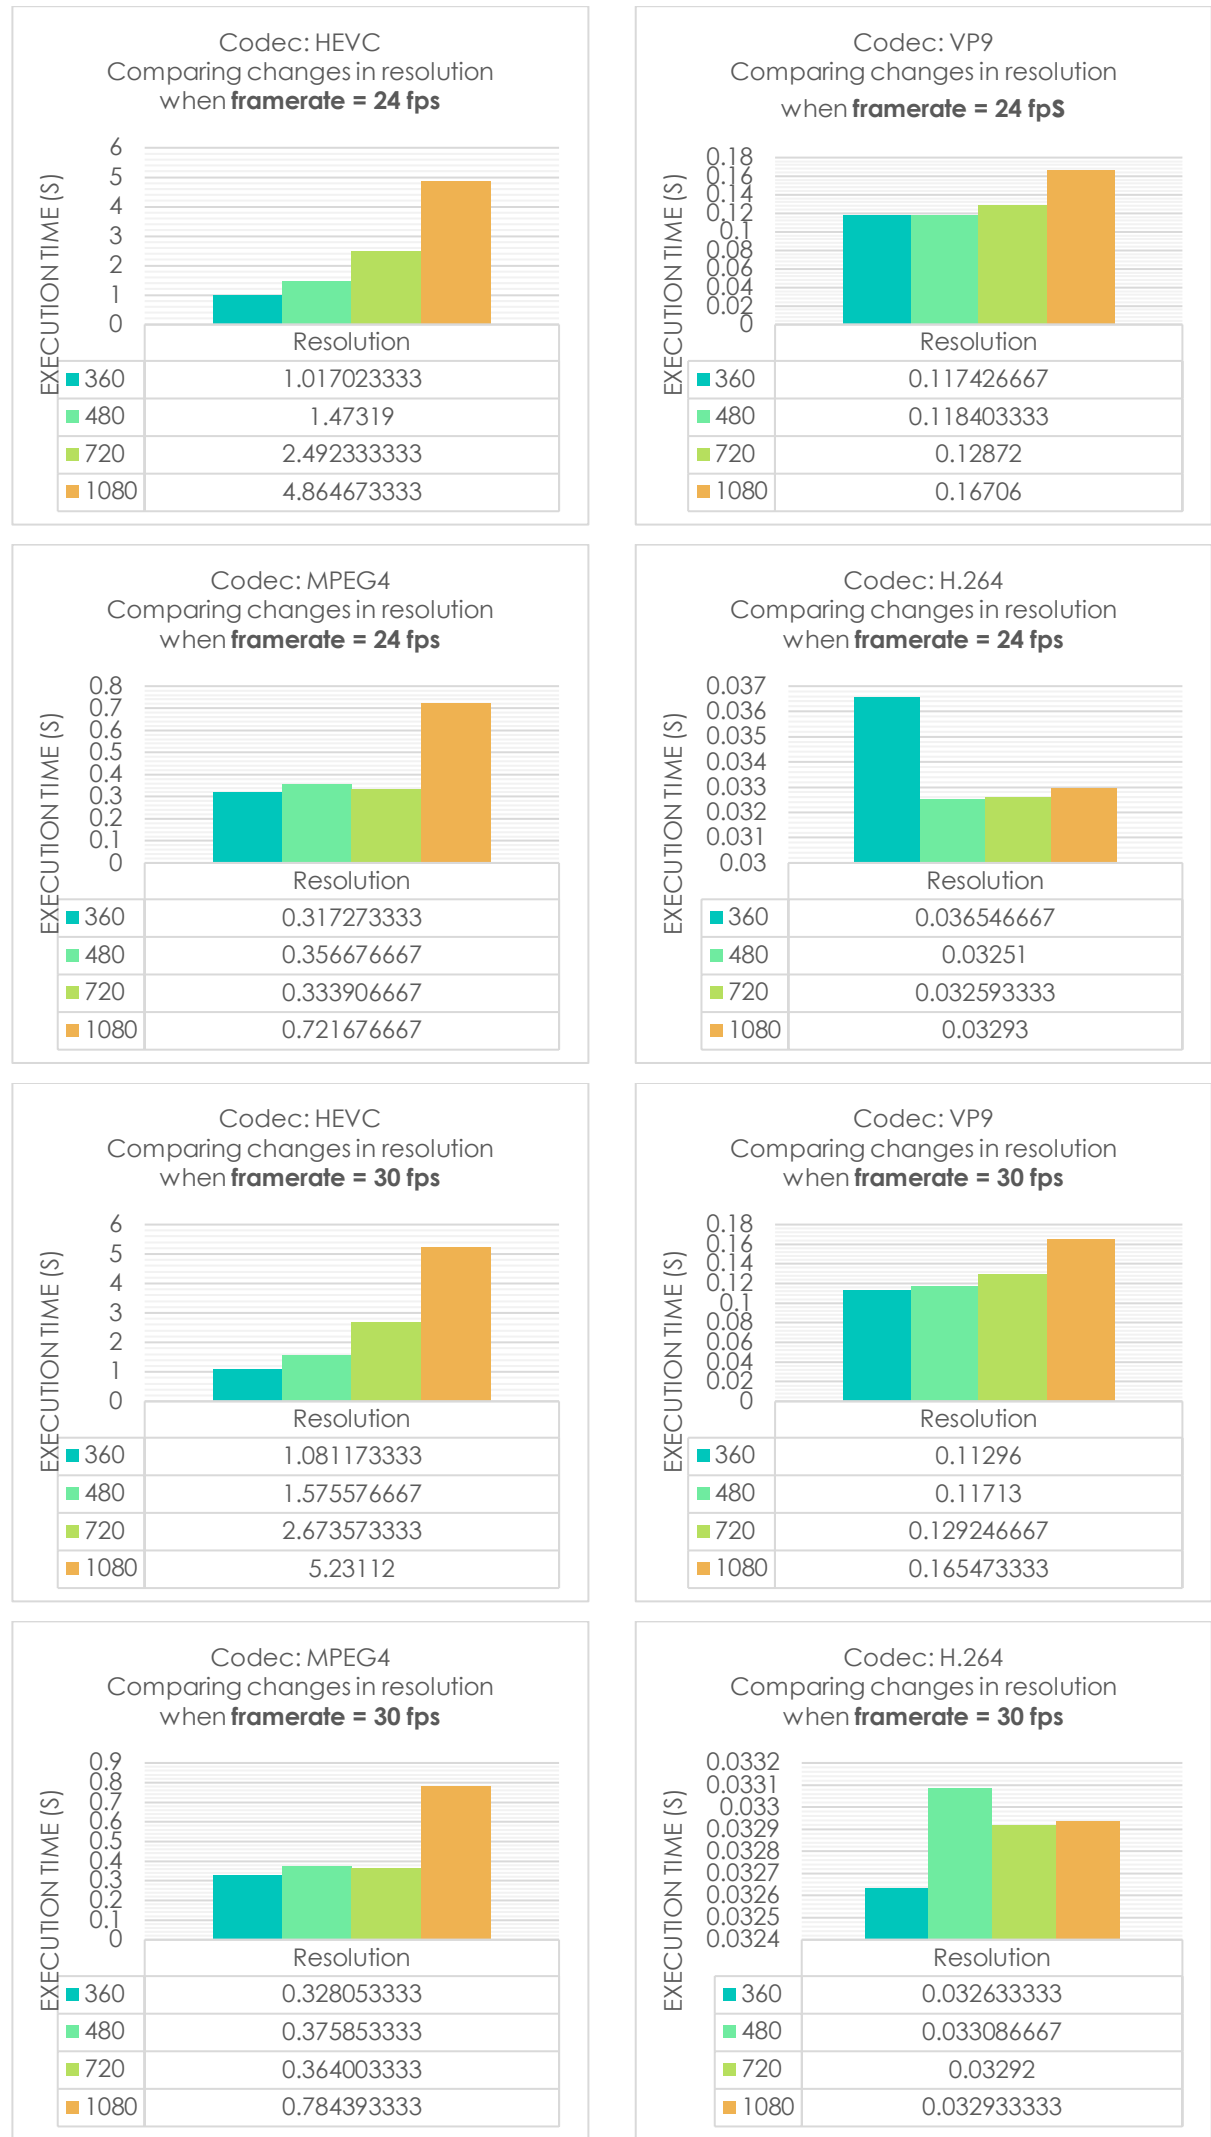 Codec: HEVC
Comparing changes in resolution
when framerate = 24 fps
EXECUTION TIME (S)
6
5
4
3
2
1
0
Resolution
360 1.017023333
480 1.47319
720 2.492333333
1080 4.864673333
Codec: VP9
Comparing changes in resolution
when framerate = 24 fps
EXECUTION TIME (S)
0.18
0.16
0.14
0.12
0.1
0.08
0.06
0.04
0.02
0
Resolution
360 0.117426667
480 0.118403333
720 0.12872
1080 0.16706
Codec: MPEG4
Comparing changes in resolution
when framerate = 24 fps
EXECUTION TIME (S)
0.8
0.7
0.6
0.5
0.4
0.3
0.2
0.1
0
Resolution
360 0.317273333
480 0.356676667
720 0.333906667
1080 0.721676667
Codec: H.264
Comparing changes in resolution
when framerate = 24 fps
EXECUTION TIME (S)
0.037
0.036
0.035
0.034
0.033
0.032
0.031
0.03
Resolution
360 0.036546667
480 0.03251
720 0.032593333
1080 0.03293
Codec: HEVC
Comparing changes in resolution
when framerate = 30 fps
EXECUTION TIME (S)
6
5
4
3
2
1
0
Resolution
360 1.081173333
480 1.575576667
720 2.673573333
1080 5.23112
Codec: VP9
Comparing changes in resolution
when framerate = 30 fps
EXECUTION TIME (S)
0.18
0.16
0.14
0.12
0.1
0.08
0.06
0.04
0.02
0
Resolution
360 0.11296
480 0.11713
720 0.129246667
1080 0.165473333
Codec: MPEG4
Comparing changes in resolution
when framerate = 30 fps
EXECUTION TIME (S)
0.9
0.8
0.7
0.6
0.5
0.4
0.3
0.2
0.1
0
Resolution
360 0.328053333
480 0.375853333
720 0.364003333
1080 0.784393333
Codec: H.264
Comparing changes in resolution
when framerate = 30 fps
EXECUTION TIME (S)
0.0332
0.0331
0.033
0.0329
0.0328
0.0327
0.0326
0.0325
0.0324
Resolution
360 0.032633333
480 0.033086667
720 0.03292
1080 0.032933333